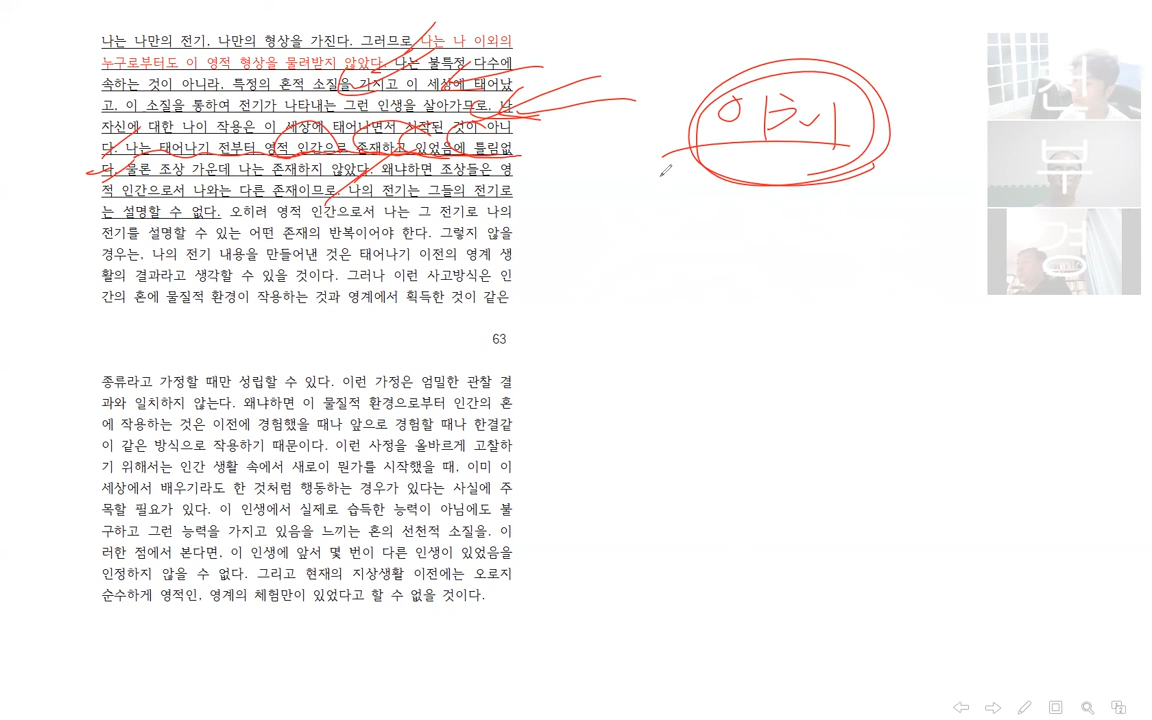 나는 나만의 전기, 나만의 형상을 가진다. 그러므로 나는 나 이외의
누구로부터도 이 영적 형상을 물려받지 않았다. 나는 불특정 다수에
속하는 것이 아니라, 특정의 혼적 소질을 가지고 이 세상에 태어났
고, 이 소질을 통하여 전기가 나타내는 그런 인생을 살아가므로, 나
자신에 대한 나이 작용은 이 세상에 태어나면서 시작된 것이 아니
다. 나는 태어나기 전부터 영적 인간으로 존재하고 있었음에 틀림없
다. 물론 조상 가운데 나는 존재하지 않았다. 왜냐하면 조상들은 영
적 인간으로서 나와는 다른 존재이므로. 나의 전기는 그들의 전기로
는 설명할 수 없다. 오히려 영적 인간으로서 나는 그 전기로 나의
전기를 설명할 수 있는 어떤 존재의 반복이어야 한다. 그렇지 않을
경우는, 나의 전기 내용을 만들어낸 것은 태어나기 이전의 영계 생
활의 결과라고 생각할 수 있을 것이다. 그러나 이런 사고방식은 인
간의 혼에 물질적 환경이 작용하는 것과 영계에서 획득한 것이 같은
63
종류라고 가정할 때만 성립할 수 있다. 이런 가정은 엄밀한 관찰 결
과와 일치하지 않는다. 왜냐하면 이 물질적 환경으로부터 인간의 혼
에 작용하는 것은 이전에 경험했을 때나 앞으로 경험할 때나 한결같
이 같은 방식으로 작용하기 때문이다. 이런 사정을 올바르게 고찰하
기 위해서는 인간 생활 속에서 새로이 뭔가를 시작했을 때, 이미 이
세상에서 배우기라도 한 것처럼 행동하는 경우가 있다는 사실에 주
목할 필요가 있다. 이 인생에서 실제로 습득한 능력이 아님에도 불
구하고 그런 능력을 가지고 있음을 느끼는 혼의 선천적 소질을. 이
러한 점에서 본다면, 이 인생에 앞서 몇 번이 다른 인생이 있었음을
인정하지 않을 수 없다. 그리고 현재의 지상생활 이전에는 오로지
순수하게 영적인, 영계의 체험만이 있었다고 할 수 없을 것이다.